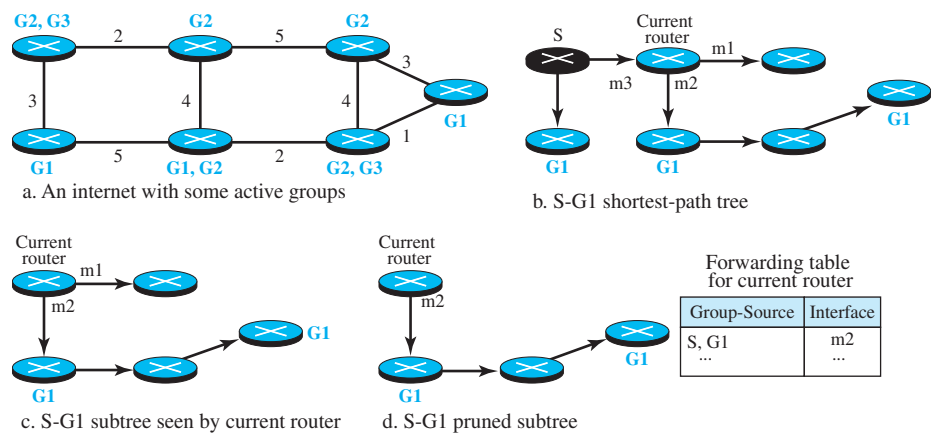 G2, G3
G2
G2
2
5
3
3
4
4
G1
1
G1
5
G1, G2
2
G2, G3
a. An internet with some active groups
S
Current
router
m1
m3
m2
G1
G1
G1
b. S-G1 shortest-path tree
Current
router
m1
m2
G1
G1
c. S-G1 subtree seen by current router
Current
router
m2
G1
G1
d. S-G1 pruned subtree
Forwarding table
for current router
Group-Source Interface
S, G1 m2
... ...